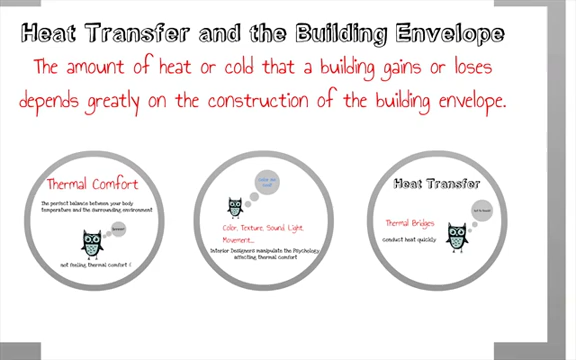 Heat Transfer and the Building Envelope
The amount of heat or cold that a building gains or loses
depends greatly on the construction of the building envelope.
Thermal Comfort
The perfect balance between your body
temperature and the surrounding environment
not feeling thermal comfort (
Color, Texture, Sound Light,
Movement...
Interior Designers manipulate the Psychology
affecting thermal comfort
Heat Transfer
Thermal Bridges
conduct heat quickly